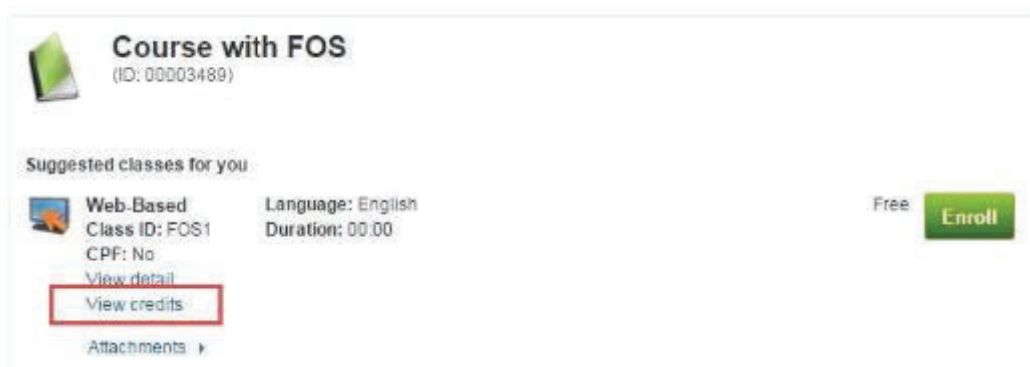 Course with FOS
(ID: 00003489)
Suggested classes for you
Web-Based Language: English Free Enroll
Class ID: FOS1 Duration: 00:00
CPF: No
View detail
View credits
Attachments